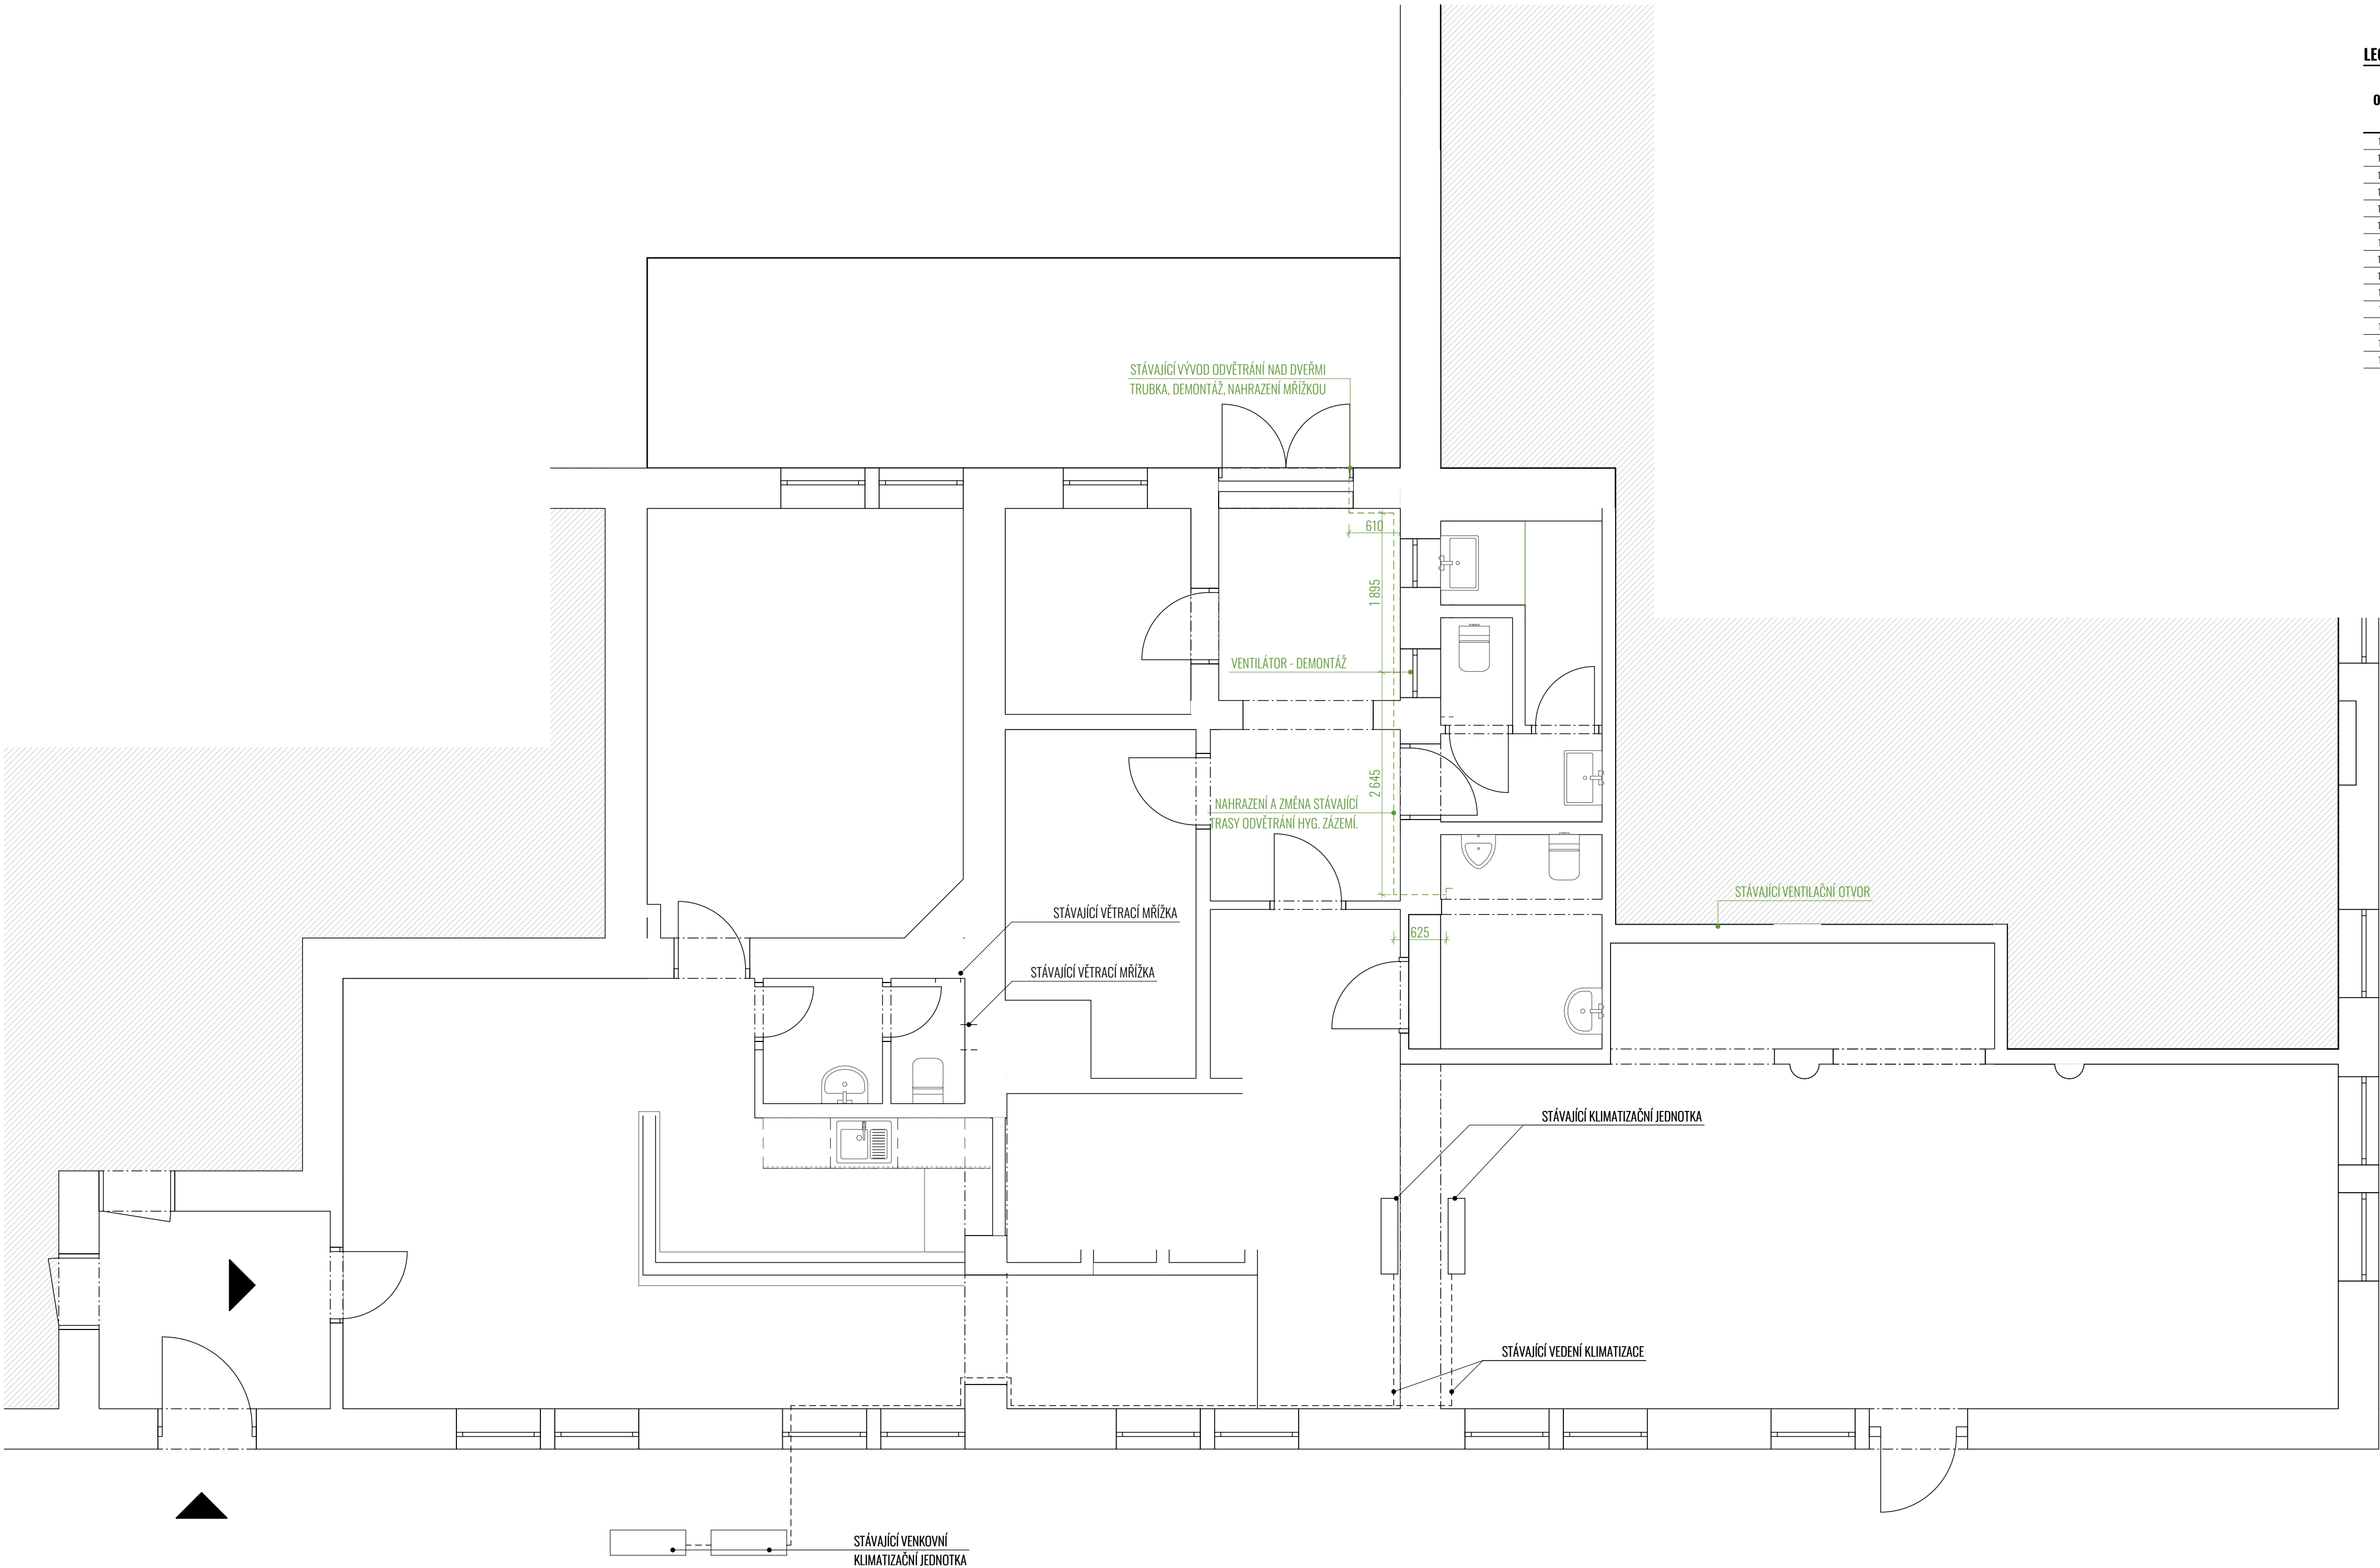 LEG
STÁVAJÍCÍ VÝVOD ODVĚTRÁNÍ NAD DVEŘMI
TRUBKA, DEMONTÁŽ, NAHRAZENÍ MŘÍŽKOU
610
1 895
VENTILÁTOR - DEMONTÁŽ
2 645
NAHRAZENÍ A ZMĚNA STÁVAJÍCÍ
TRASY ODVĚTRÁNÍ HYG. ZÁZEMÍ.
STÁVAJÍCÍ VENTILAČNÍ OTVOR
STÁVAJÍCÍ VĚTRACÍ MŘÍŽKA
625
STÁVAJÍCÍ VĚTRACÍ MŘÍŽKA
STÁVAJÍCÍ KLIMATIZAČNÍ JEDNOTKA
STÁVAJÍCÍ VEDENÍ KLIMATIZACE
STÁVAJÍCÍ VENKOVNÍ
KLIMATIZAČNÍ JEDNOTKA